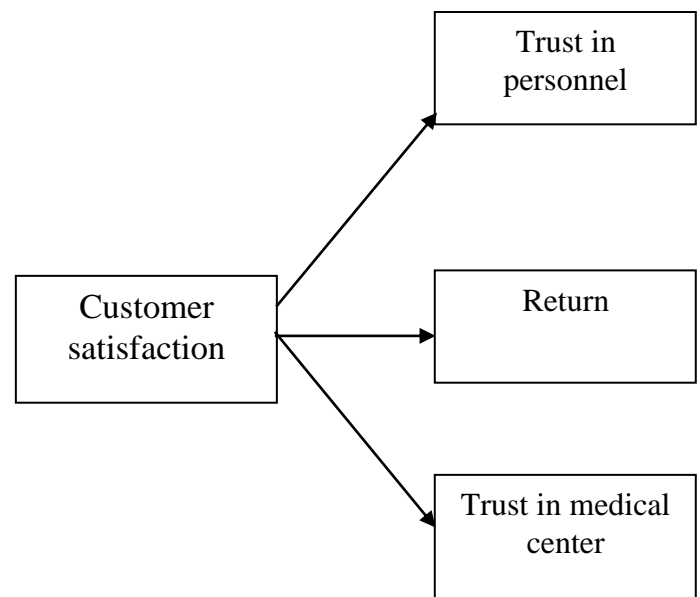 Trust in
personnel
Customer
satisfaction
Return
Trust in medical
center